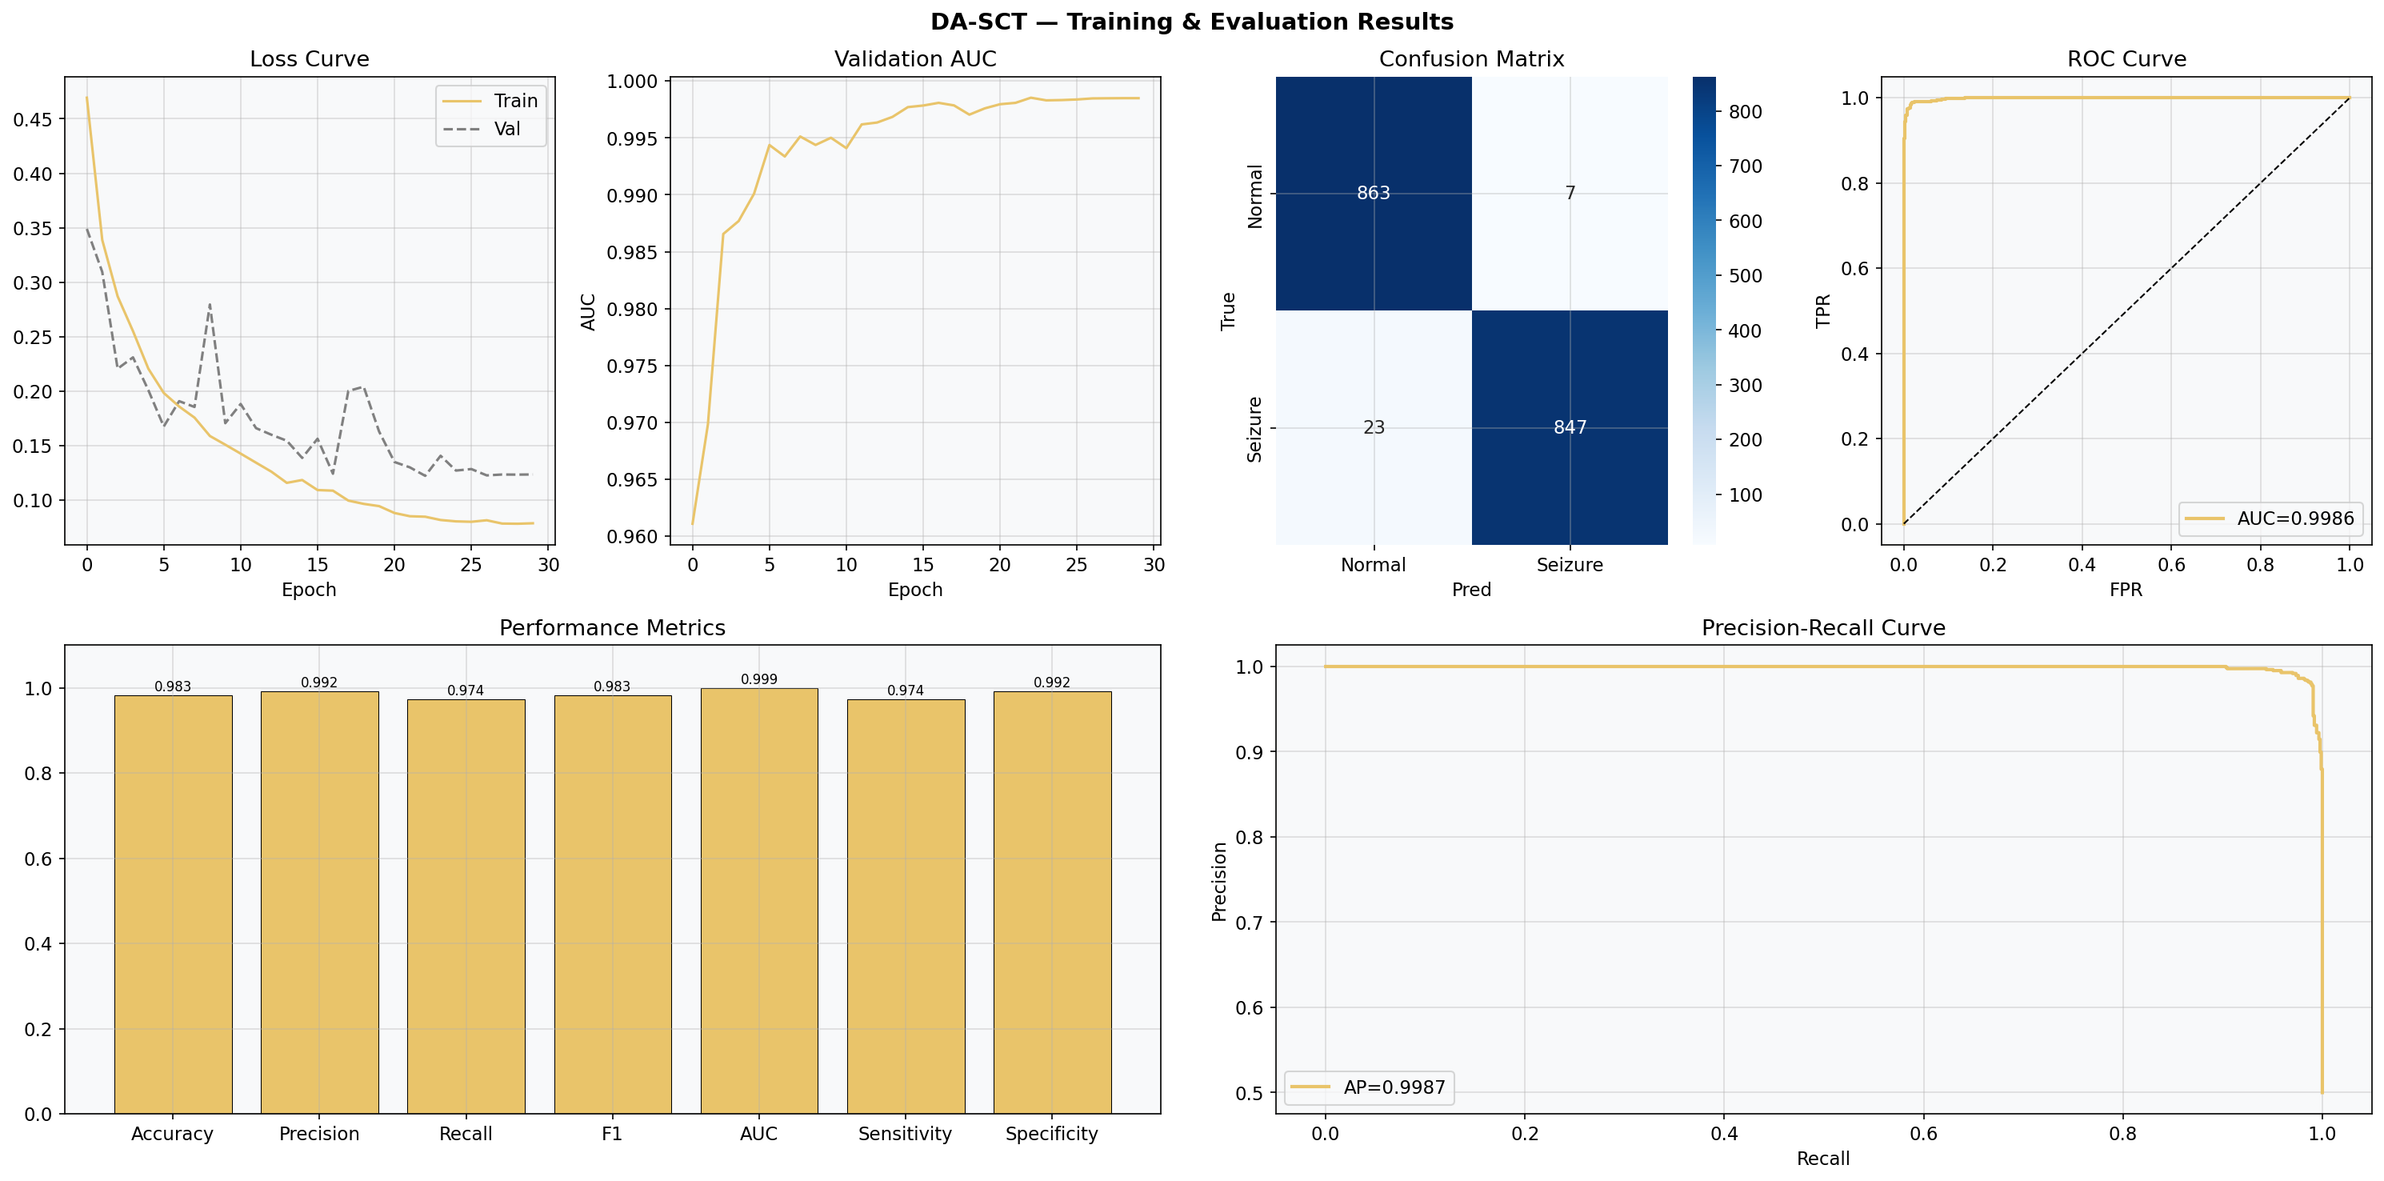 DA-SCT — Training & Evaluation Results
Loss Curve
0.45
0.40
0.35
0.30
0.25
0.20
0.15
0.10
Train
Val
0 5 10 15 20 25 30
Epoch
Validation AUC
AUC
1.000
0.995
0.990
0.985
0.980
0.975
0.970
0.965
0.960
0 5 10 15 20 25 30
Epoch
Confusion Matrix
True
Normal
Seizure
863 7
23 847
Normal Seizure
Pred
800
700
600
500
400
300
200
100
ROC Curve
TPR
1.0
0.8
0.6
0.4
0.2
0.0
AUC=0.9986
0.0 0.2 0.4 0.6 0.8 1.0
FPR
Performance Metrics
1.0
0.8
0.6
0.4
0.2
0.0
0.983 0.992 0.974 0.983 0.999 0.974 0.992
Accuracy Precision Recall F1 AUC Sensitivity Specificity
Precision-Recall Curve
Precision
1.0
0.9
0.8
0.7
0.6
0.5
AP=0.9987
0.0 0.2 0.4 0.6 0.8 1.0
Recall